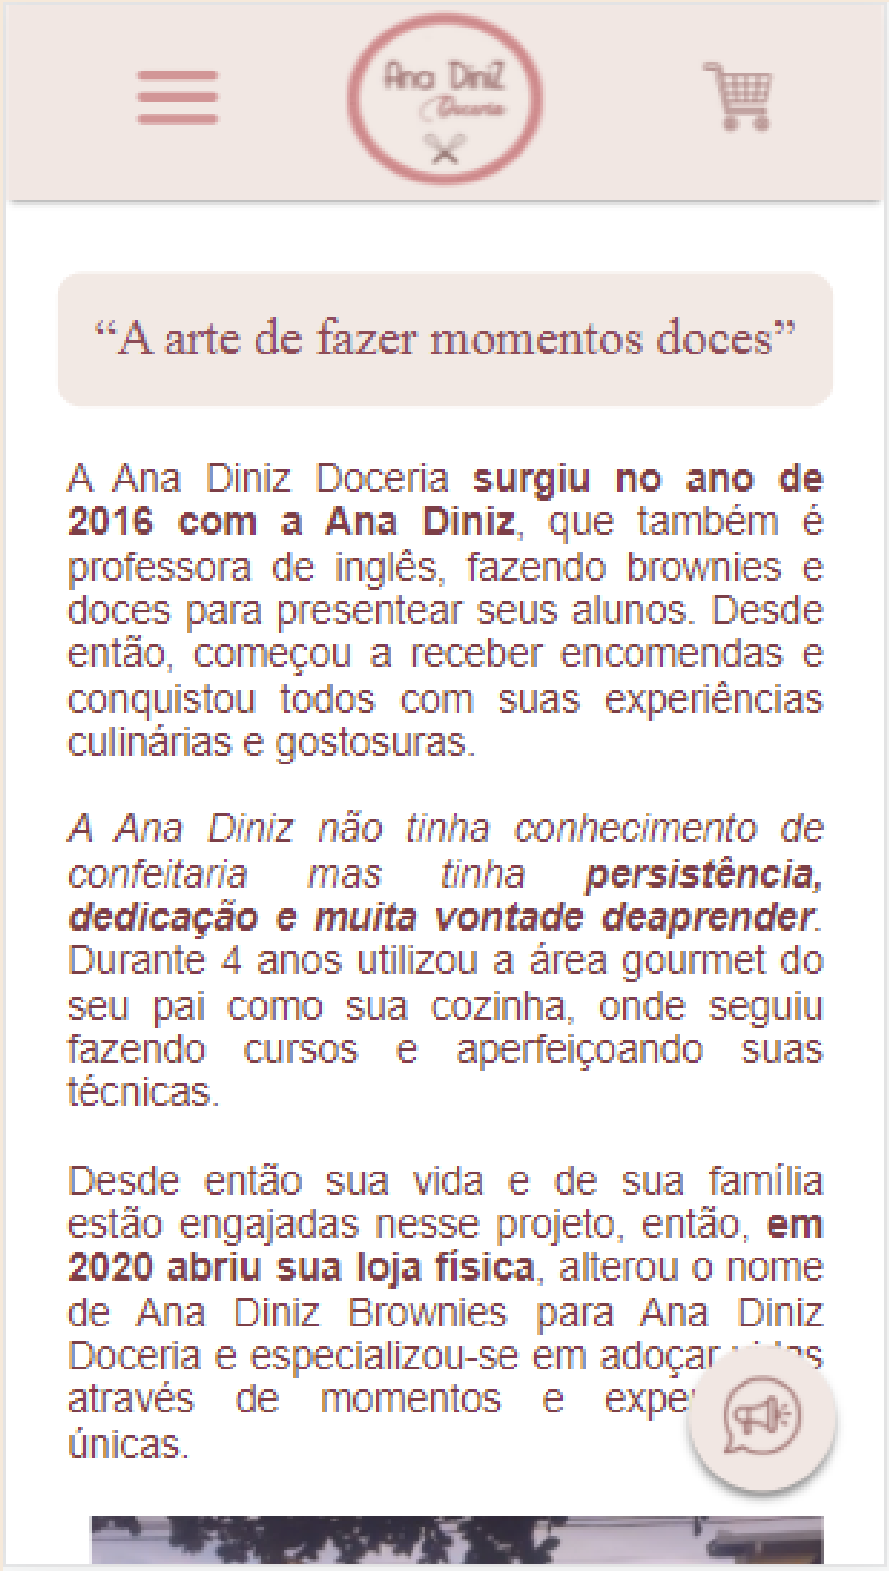 Ana DiniZ
Doceria
“A arte de fazer momentos doces”
A Ana Diniz Doceria surgiu no ano de
2016 com a Ana Diniz, que também é
professora de inglês, fazendo brownies e
doces para presentear seus alunos. Desde
então, começou a receber encomendas e
conquistou todos com suas experiências
culinárias e gostosuras.
A Ana Diniz não tinha conhecimento de
confeitaria mas tinha persistência,
dedicação e muita vontade deaprender.
Durante 4 anos utilizou a área gourmet do
seu pai como sua cozinha, onde seguiu
fazendo cursos e aperfeiçoando suas
técnicas.
Desde então sua vida e de sua família
estão engajadas nesse projeto, então, em
2020 abriu sua loja física, alterou o nome
de Ana Diniz Brownies para Ana Diniz
Doceria e especializou-se em adoçar
através de momentos e
únicas.